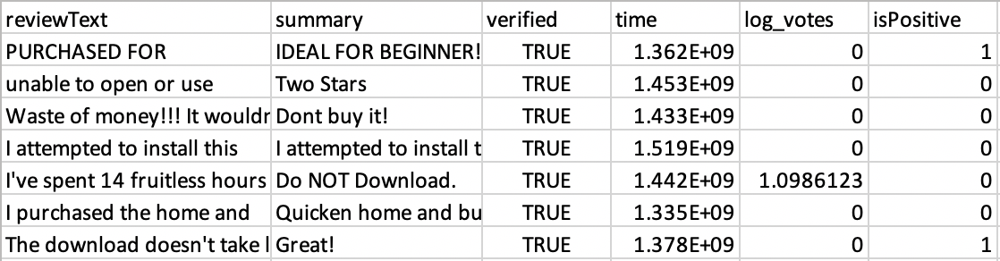 reviewText summary verified time log_votes isPositive
PURCHASED FOR IDEAL FOR BEGINNER! TRUE 1.362E+09 0 1
unable to open or use Two Stars TRUE 1.453E+09 0 0
Waste of money!!! It wouldr Dont buy it! TRUE 1.433E+09 0 0
I attempted to install this I attempted to install t TRUE 1.519E+09 0 0
I've spent 14 fruitless hours Do NOT Download. TRUE 1.442E+09 1.0986123 0
I purchased the home and Quicken home and bu TRUE 1.335E+09 0 0
The download doesn't take l Great! TRUE 1.378E+09 0 1